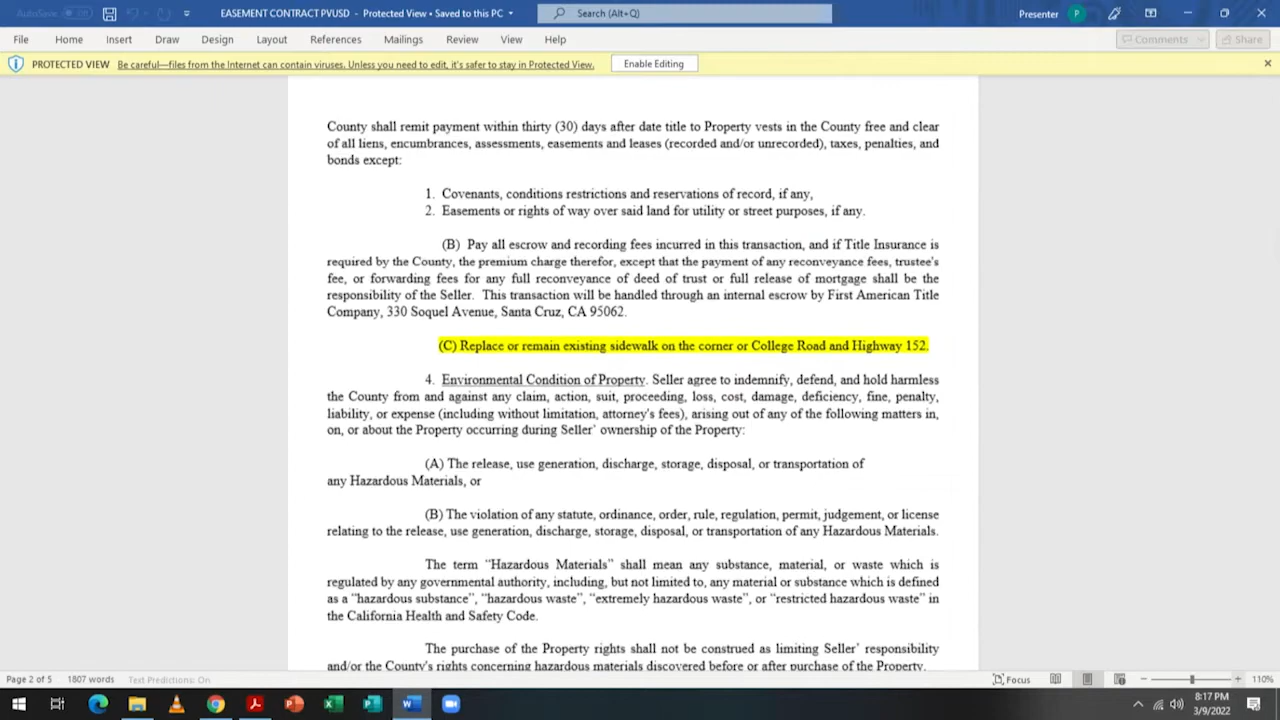 AutoSave Off EASEMENT CONTRACT PVUSD - Protected View • Saved to this PC Search (Alt+Q) Presenter P
File Home Insert Draw Design Layout References Mailings Review View Help Comments Share
PROTECTED VIEW Be careful—files from the Internet can contain viruses. Unless you need to edit, it's safer to stay in Protected View. Enable Editing
County shall remit payment within thirty (30) days after date title to Property vests in the County free and clear
of all liens, encumbrances, assessments, easements and leases (recorded and/or unrecorded), taxes, penalties, and
bonds except:
1. Covenants, conditions restrictions and reservations of record, if any,
2. Easements or rights of way over said land for utility or street purposes, if any.
(B) Pay all escrow and recording fees incurred in this transaction, and if Title Insurance is
required by the County, the premium charge therefor, except that the payment of any reconveyance fees, trustee's
fee, or forwarding fees for any full reconveyance of deed of trust or full release of mortgage shall be the
responsibility of the Seller. This transaction will be handled through an internal escrow by First American Title
Company, 330 Soquel Avenue, Santa Cruz, CA 95062.
(C) Replace or remain existing sidewalk on the corner or College Road and Highway 152.
4. Environmental Condition of Property. Seller agree to indemnify, defend, and hold harmless
the County from and against any claim, action, suit, proceeding, loss, cost, damage, deficiency, fine, penalty,
liability, or expense (including without limitation, attorney's fees), arising out of any of the following matters in,
on, or about the Property occurring during Seller' ownership of the Property:
(A) The release, use generation, discharge, storage, disposal, or transportation of
any Hazardous Materials, or
(B) The violation of any statute, ordinance, order, rule, regulation, permit, judgement, or license
relating to the release, use generation, discharge, storage, disposal, or transportation of any Hazardous Materials.
The term "Hazardous Materials" shall mean any substance, material, or waste which is
regulated by any governmental authority, including, but not limited to, any material or substance which is defined
as a "hazardous substance", "hazardous waste", "extremely hazardous waste", or "restricted hazardous waste" in
the California Health and Safety Code.
The purchase of the Property rights shall not be construed as limiting Seller' responsibility
and/or the County's rights concerning hazardous materials discovered before or after purchase of the Property.
Page 2 of 5 1807 words Text Predictions: On Focus 110%
8:17 PM
3/9/2022